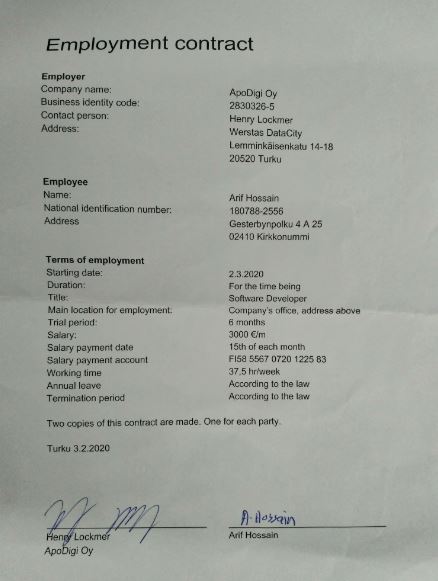 Employment contract
Employer
Company name: ApoDigi Oy
Business identity code: 2830326-5
Contact person: Henry Lockmer
Address: Werstas DataCity
Lemminkäisenkatu 14-18
20520 Turku
Employee
Name: Arif Hossain
National identification number: 180788-2556
Address Gesterbynpolku 4 A 25
02410 Kirkkonummi
Terms of employment
Starting date: 2.3.2020
Duration: For the time being
Title: Software Developer
Main location for employment: Company's office, address above
Trial period: 6 months
Salary: 3000 €/m
Salary payment date 15th of each month
Salary payment account FI58 5567 0720 1225 83
Working time 37,5 hr/week
Annual leave According to the law
Termination period According to the law
Two copies of this contract are made. One for each party.
Turku 3.2.2020
A. Hossain
Henry Lockmer Arif Hossain
ApoDigi Oy